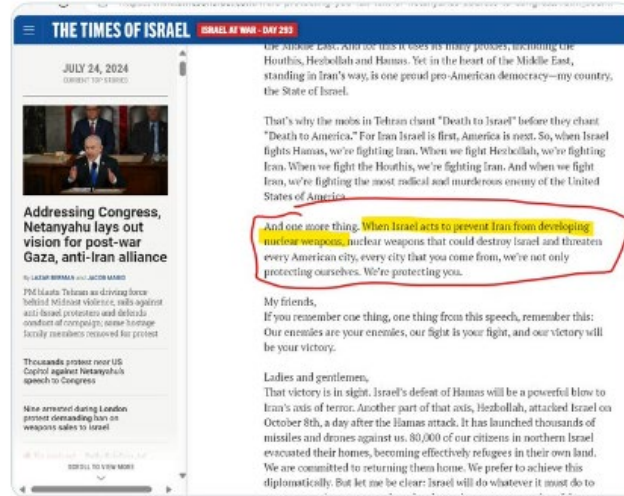 THE TIMES OF ISRAEL
ISRAEL AT WAR - DAY 293
JULY 24, 2024
CURRENT TOP STORIES
Addressing Congress,
Netanyahu lays out
vision for post-war
Gaza, anti-Iran alliance
By LAZAR BERMAN and JACOB MAGID
PM blasts Tehran as driving force
behind Mideast violence, rails against
anti-Israel protesters and defends
conduct of campaign; some hostage
family members removed for protest
Thousands protest near US
Capitol against Netanyahu's
speech to Congress
Nine arrested during London
protest demanding ban on
weapons sales to Israel
SCROLL TO VIEW MORE
the Middle East. And for this it uses its many proxies, including the
Houthis, Hezbollah and Hamas. Yet in the heart of the Middle East,
standing in Iran's way, is one proud pro-American democracy—my country,
the State of Israel.
That's why the mobs in Tehran chant "Death to Israel" before they chant
"Death to America." For Iran Israel is first, America is next. So, when Israel
fights Hamas, we're fighting Iran. When we fight Hezbollah, we're fighting
Iran. When we fight the Houthis, we're fighting Iran. And when we fight
Iran, we're fighting the most radical and murderous enemy of the United
States of America.
And one more thing. When Israel acts to prevent Iran from developing
nuclear weapons, nuclear weapons that could destroy Israel and threaten
every American city, every city that you come from, we're not only
protecting ourselves. We're protecting you.
My friends,
If you remember one thing, one thing from this speech, remember this:
Our enemies are your enemies, our fight is your fight, and our victory will
be your victory.
Ladies and gentlemen,
That victory is in sight. Israel's defeat of Hamas will be a powerful blow to
Iran's axis of terror. Another part of that axis, Hezbollah, attacked Israel on
October 8th, a day after the Hamas attack. It has launched thousands of
missiles and drones against us. 80,000 of our citizens in northern Israel
evacuated their homes, becoming effectively refugees in their own land.
We are committed to returning them home. We prefer to achieve this
diplomatically. But let me be clear: Israel will do whatever it must do to